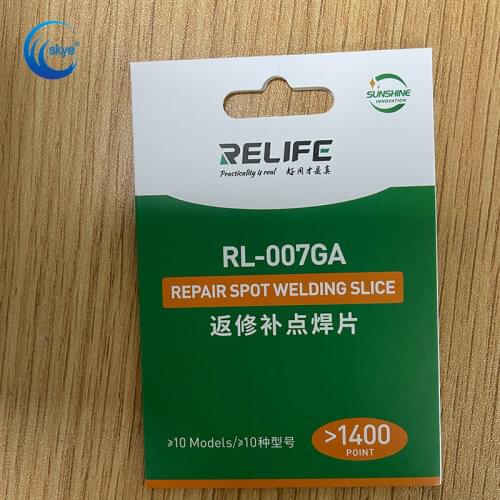 skye
SUNSHINE
INNOVATION
RELIFE
Practicality is real 好用才是真
RL-007GA
REPAIR SPOT WELDING SLICE
返修补点焊片
≥10 Models/≥10种型号
>1400
POINT